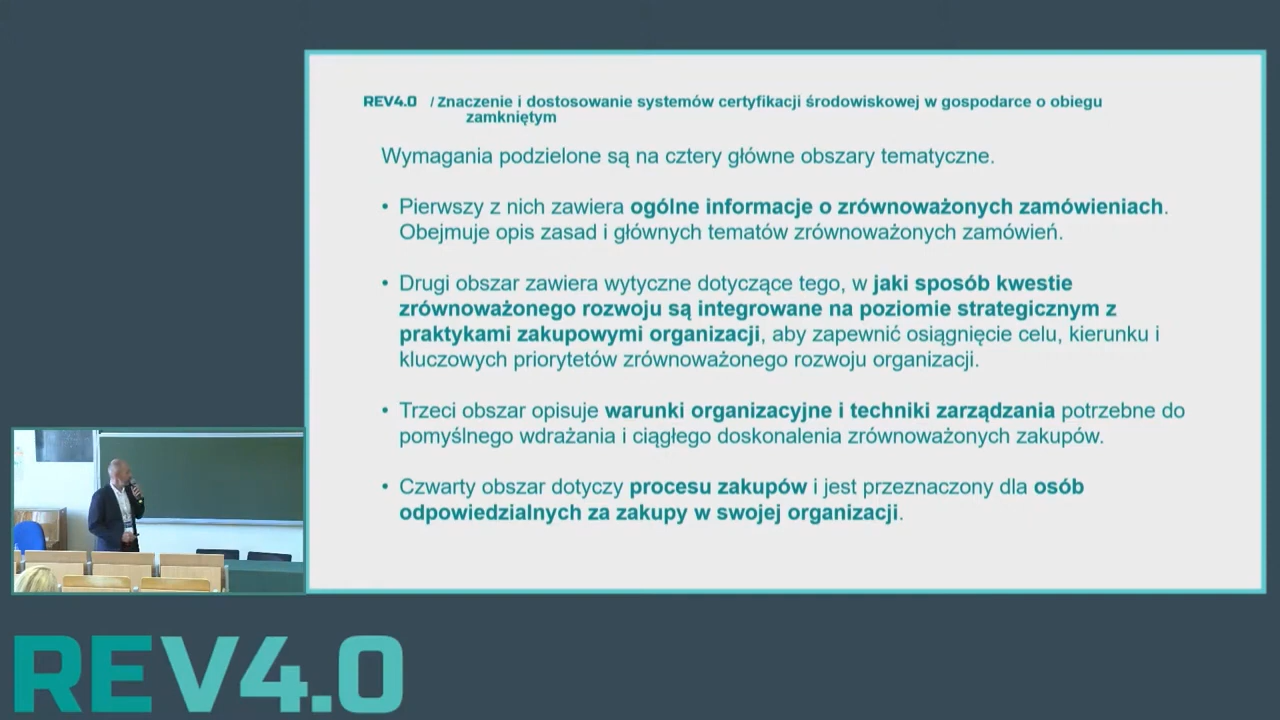 REV4.0 / Znaczenie i dostosowanie systemów certyfikacji środowiskowej w gospodarce o obiegu
zamkniętym
Wymagania podzielone są na cztery główne obszary tematyczne.
• Pierwszy z nich zawiera ogólne informacje o zrównoważonych zamówieniach.
Obejmuje opis zasad i głównych tematów zrównoważonych zamówień.
• Drugi obszar zawiera wytyczne dotyczące tego, w jaki sposób kwestie
zrównoważonego rozwoju są integrowane na poziomie strategicznym z
praktykami zakupowymi organizacji, aby zapewnić osiągnięcie celu, kierunku i
kluczowych priorytetów zrównoważonego rozwoju organizacji.
• Trzeci obszar opisuje warunki organizacyjne i techniki zarządzania potrzebne do
pomyślnego wdrażania i ciągłego doskonalenia zrównoważonych zakupów.
• Czwarty obszar dotyczy procesu zakupów i jest przeznaczony dla osób
odpowiedzialnych za zakupy w swojej organizacji.
REV4.0